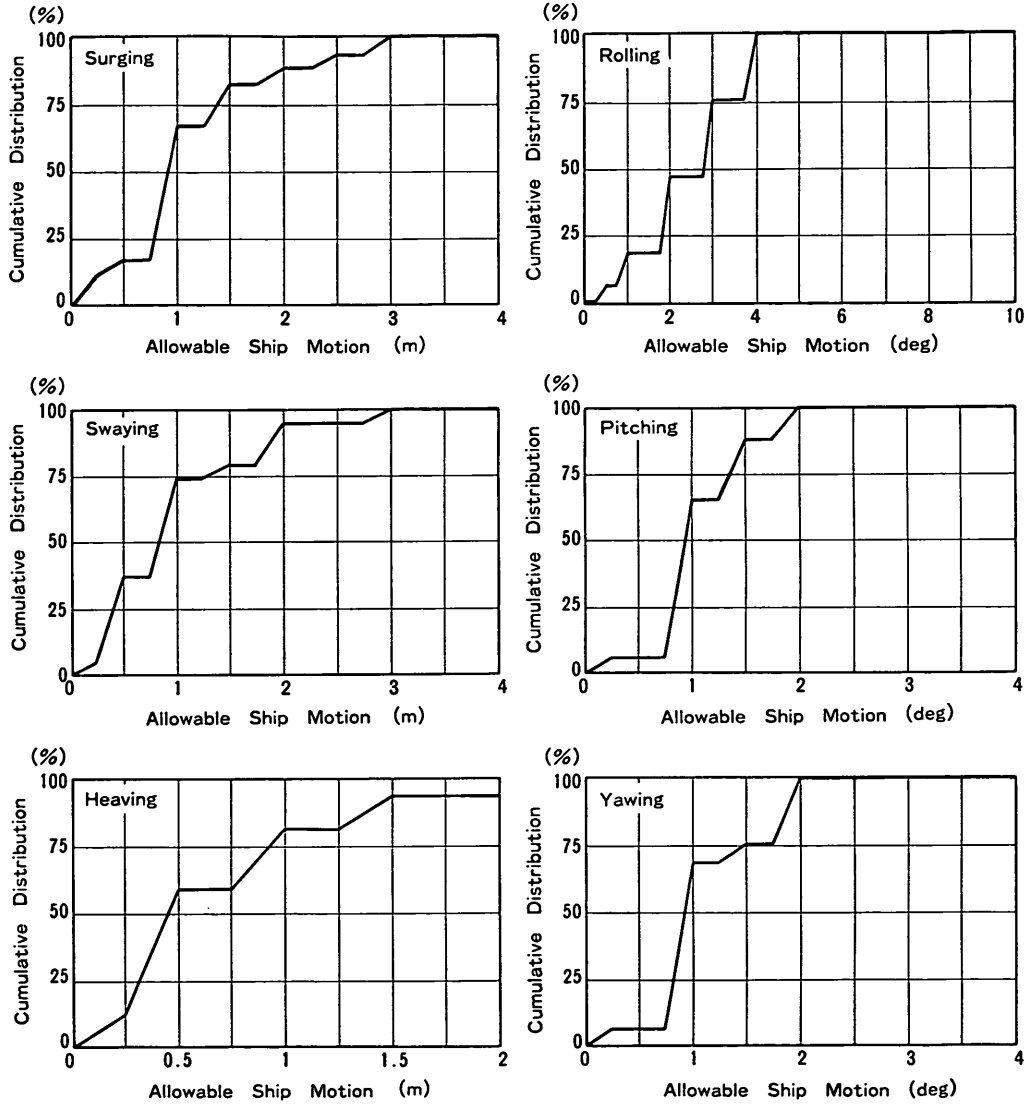 (%)
100
75
50
25
0
Cumulative Distribution
Surging
0 1 2 3 4
Allowable Ship Motion (m)
(%)
100
75
50
25
0
Cumulative Distribution
Rolling
0 2 4 6 8 10
Allowable Ship Motion (deg)
(%)
100
75
50
25
0
Cumulative Distribution
Swaying
0 1 2 3 4
Allowable Ship Motion (m)
(%)
100
75
50
25
0
Cumulative Distribution
Pitching
0 1 2 3 4
Allowable Ship Motion (deg)
(%)
100
75
50
25
0
Cumulative Distribution
Heaving
0 0.5 1 1.5 2
Allowable Ship Motion (m)
(%)
100
75
50
25
0
Cumulative Distribution
Yawing
0 1 2 3 4
Allowable Ship Motion (deg)